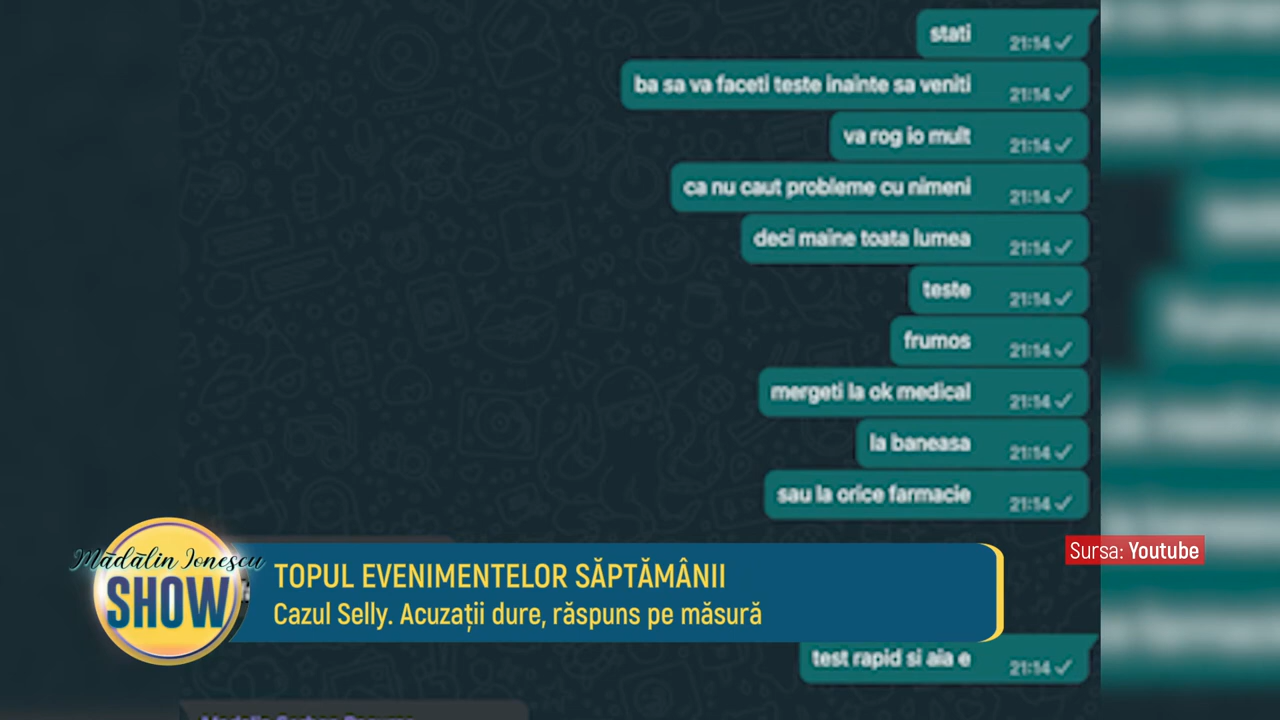 stati
21:14
ba sa va faceti teste inainte sa veniti
21:14
va rog io mult
21:14
ca nu caut probleme cu nimeni
21:14
deci maine toata lumea
21:14
teste
21:14
frumos
21:14
mergeti la ok medical
21:14
la baneasa
21:14
sau la orice farmacie
21:14
Sursa: Youtube
Mădălin Ionescu
SHOW
TOPUL EVENIMENTELOR SĂPTĂMÂNII
Cazul Selly. Acuzații dure, răspuns pe măsură
test rapid si aia e
21:14